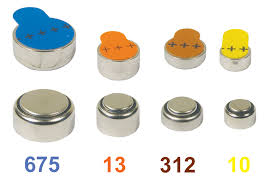 + + +
+ + +
+ + +
+ + +
675 13 312 10